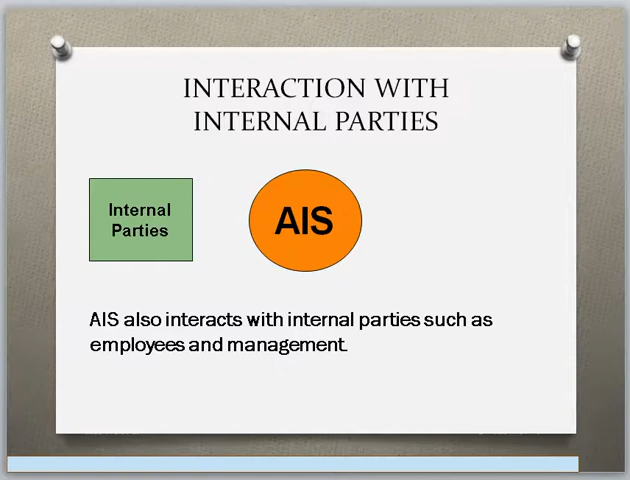 INTERACTION WITH
INTERNAL PARTIES
Internal
Parties
AIS
AIS also interacts with internal parties such as
employees and management.